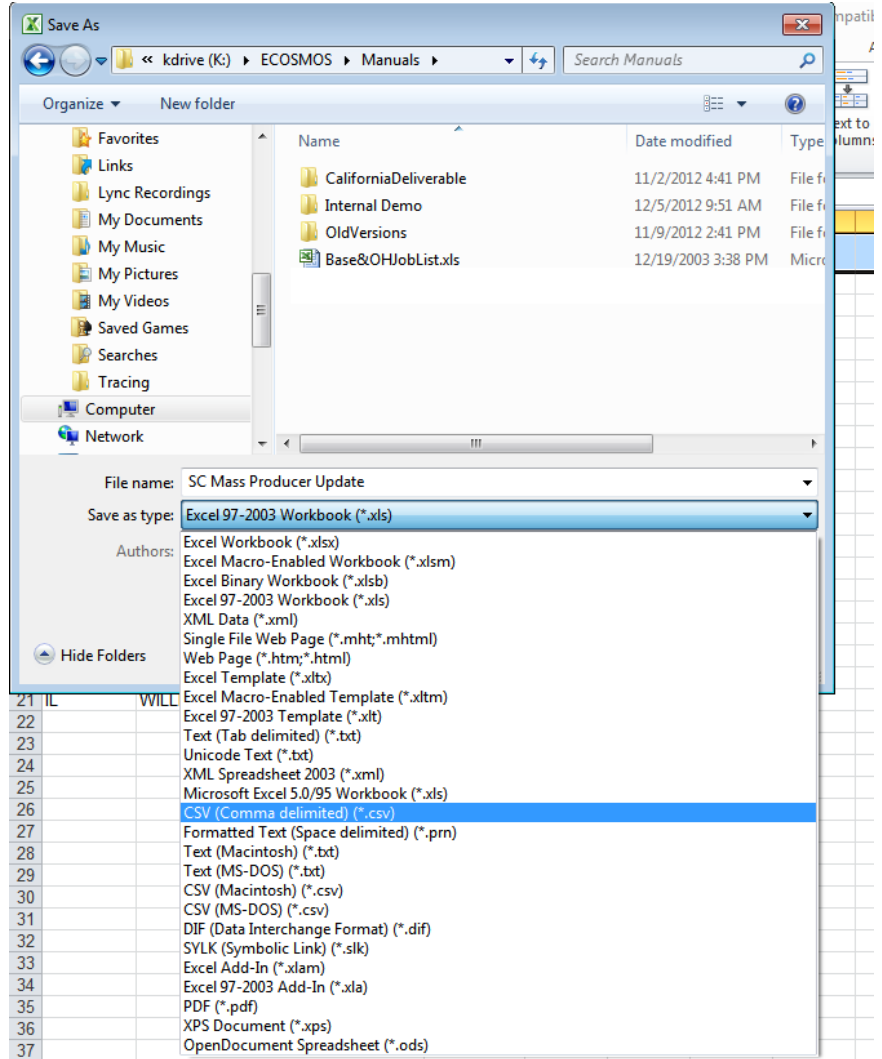 Save As
« kdrive (K:) ▸ ECOSMOS ▸ Manuals ▸
Search Manuals
Organize
New folder
Favorites
Links
Lync Recordings
My Documents
My Music
My Pictures
My Videos
Saved Games
Searches
Tracing
Computer
Network
Name Date modified Type
CaliforniaDeliverable 11/2/2012 4:41 PM File f
Internal Demo 12/5/2012 9:51 AM File f
OldVersions 11/9/2012 2:41 PM File f
Base&OHJobList.xls 12/19/2003 3:38 PM Micr
File name: SC Mass Producer Update
Save as type: Excel 97-2003 Workbook (*.xls)
Authors:
Hide Folders
Excel Workbook (*.xlsx)
Excel Macro-Enabled Workbook (*.xlsm)
Excel Binary Workbook (*.xlsb)
Excel 97-2003 Workbook (*.xls)
XML Data (*.xml)
Single File Web Page (*.mht;*.mhtml)
Web Page (*.htm;*.html)
Excel Template (*.xltx)
Excel Macro-Enabled Template (*.xltm)
Excel 97-2003 Template (*.xlt)
Text (Tab delimited) (*.txt)
Unicode Text (*.txt)
XML Spreadsheet 2003 (*.xml)
Microsoft Excel 5.0/95 Workbook (*.xls)
CSV (Comma delimited) (*.csv)
Formatted Text (Space delimited) (*.prn)
Text (Macintosh) (*.txt)
Text (MS-DOS) (*.txt)
CSV (Macintosh) (*.csv)
CSV (MS-DOS) (*.csv)
DIF (Data Interchange Format) (*.dif)
SYLK (Symbolic Link) (*.slk)
Excel Add-In (*.xlam)
Excel 97-2003 Add-In (*.xla)
PDF (*.pdf)
XPS Document (*.xps)
OpenDocument Spreadsheet (*.ods)
21 IL WILL
22
23
24
25
26
27
28
29
30
31
32
33
34
35
36
37
mpatib
ext to
lumns